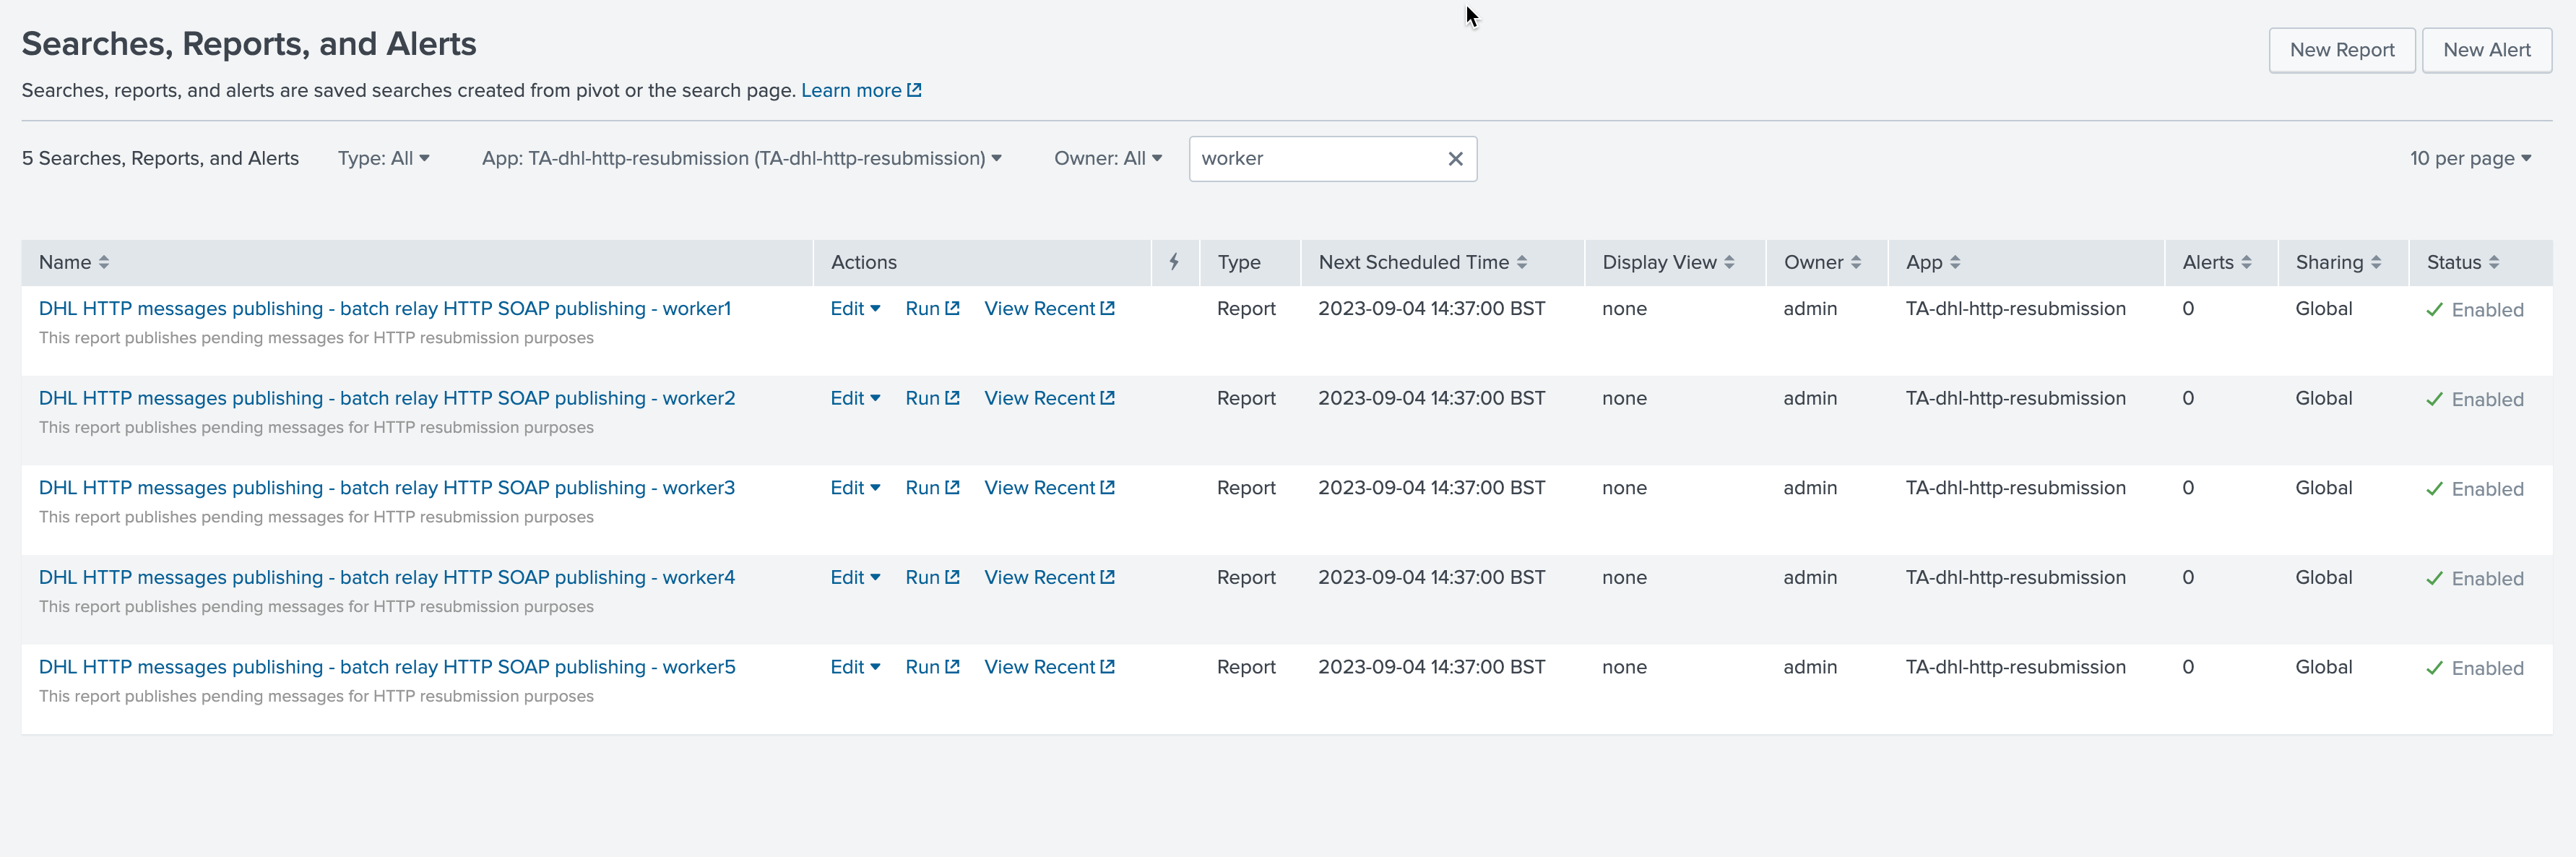 Searches, Reports, and Alerts
New Report New Alert
Searches, reports, and alerts are saved searches created from pivot or the search page. Learn more
5 Searches, Reports, and Alerts Type: All App: TA-dhl-http-resubmission (TA-dhl-http-resubmission) Owner: All worker 10 per page
Name Actions Type Next Scheduled Time Display View Owner App Alerts Sharing Status
DHL HTTP messages publishing - batch relay HTTP SOAP publishing - worker1 Edit Run View Recent Report 2023-09-04 14:37:00 BST none admin TA-dhl-http-resubmission 0 Global Enabled
This report publishes pending messages for HTTP resubmission purposes
DHL HTTP messages publishing - batch relay HTTP SOAP publishing - worker2 Edit Run View Recent Report 2023-09-04 14:37:00 BST none admin TA-dhl-http-resubmission 0 Global Enabled
This report publishes pending messages for HTTP resubmission purposes
DHL HTTP messages publishing - batch relay HTTP SOAP publishing - worker3 Edit Run View Recent Report 2023-09-04 14:37:00 BST none admin TA-dhl-http-resubmission 0 Global Enabled
This report publishes pending messages for HTTP resubmission purposes
DHL HTTP messages publishing - batch relay HTTP SOAP publishing - worker4 Edit Run View Recent Report 2023-09-04 14:37:00 BST none admin TA-dhl-http-resubmission 0 Global Enabled
This report publishes pending messages for HTTP resubmission purposes
DHL HTTP messages publishing - batch relay HTTP SOAP publishing - worker5 Edit Run View Recent Report 2023-09-04 14:37:00 BST none admin TA-dhl-http-resubmission 0 Global Enabled
This report publishes pending messages for HTTP resubmission purposes